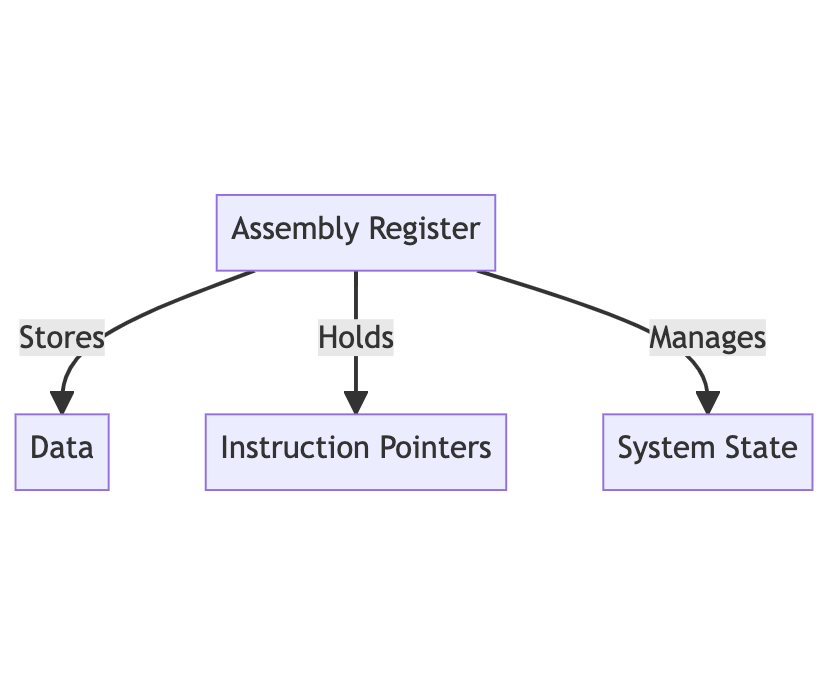 Assembly Register
Stores
Holds
Manages
Data
Instruction Pointers
System State